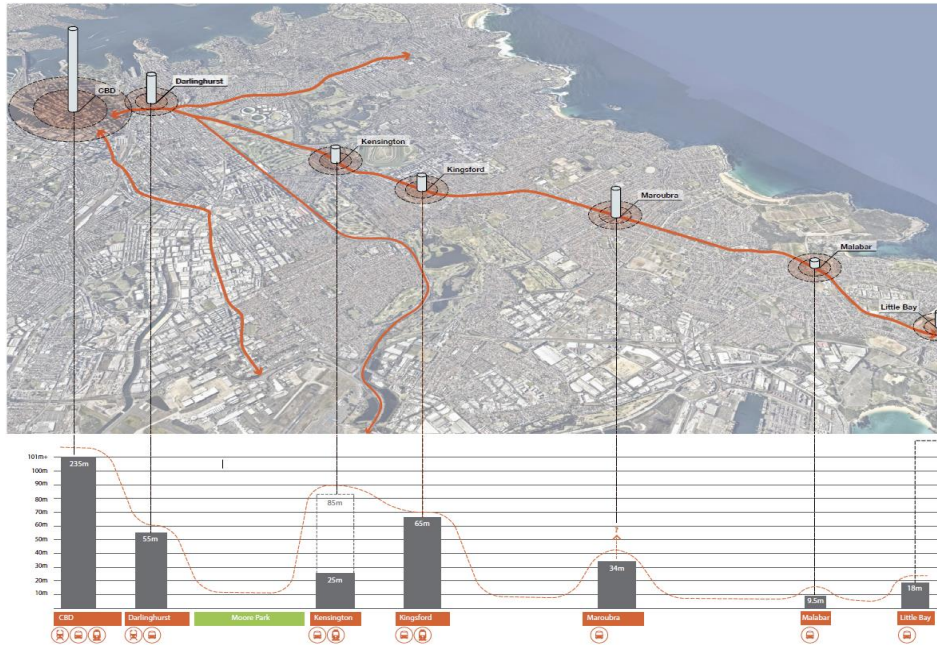 CBD
Darlinghurst
Kensington
Kingsford
Maroubra
Malabar
Little Bay
101m+
100m
90m
80m
70m
60m
50m
40m
30m
20m
10m
235m
55m
85m
25m
65m
?
34m
9.5m
18m
CBD
Darlinghurst
Moore Park
Kensington
Kingsford
Maroubra
Malabar
Little Bay